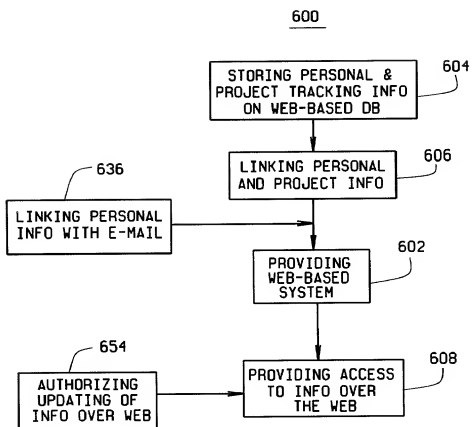 600
604
STORING PERSONAL &
PROJECT TRACKING INFO
ON WEB-BASED DB
606
LINKING PERSONAL
AND PROJECT INFO
636
LINKING PERSONAL
INFO WITH E-MAIL
602
PROVIDING
WEB-BASED
SYSTEM
654
AUTHORIZING
UPDATING OF
INFO OVER WEB
608
PROVIDING ACCESS
TO INFO OVER
THE WEB